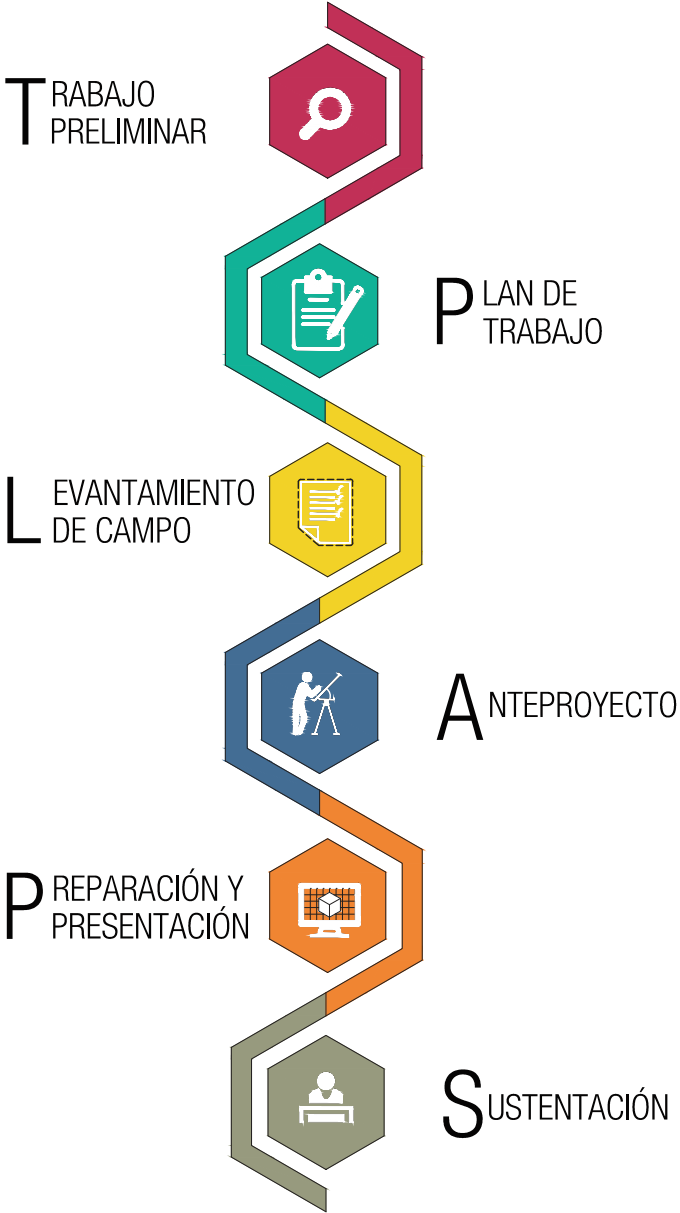 TRABAJO
PRELIMINAR
PLAN DE
TRABAJO
LEVANTAMIENTO
DE CAMPO
ANTEPROYECTO
PREPARACIÓN Y
PRESENTACIÓN
SUSTENTACIÓN